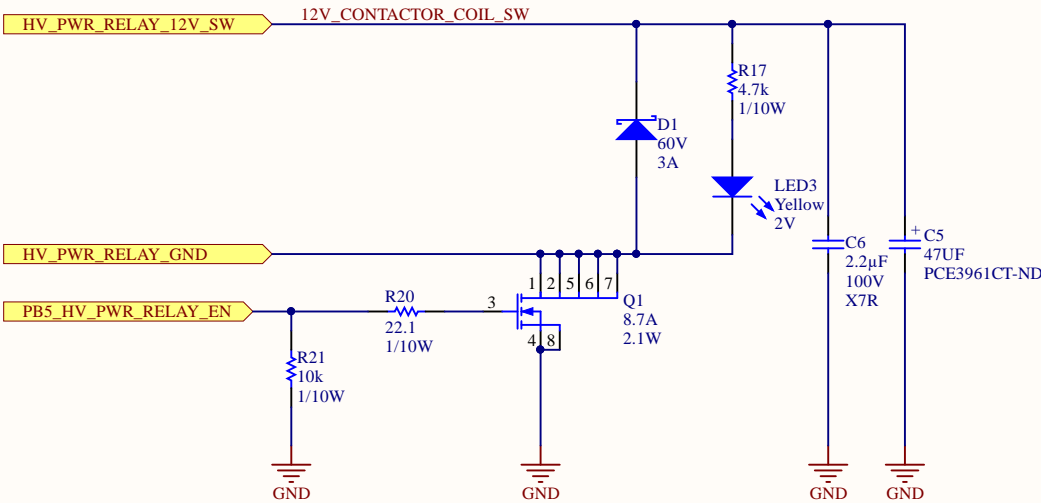 HV_PWR_RELAY_12V_SW
12V_CONTACTOR_COIL_SW
R17
4.7k
1/10W
D1
60V
3A
LED3
Yellow
2V
HV_PWR_RELAY_GND
C6
2.2µF
100V
X7R
+
C5
47UF
PCE3961CT-ND
1
2
5
6
7
PB5_HV_PWR_RELAY_EN
R20
22.1
1/10W
3
Q1
8.7A
2.1W
4
8
R21
10k
1/10W
GND
GND
GND
GND